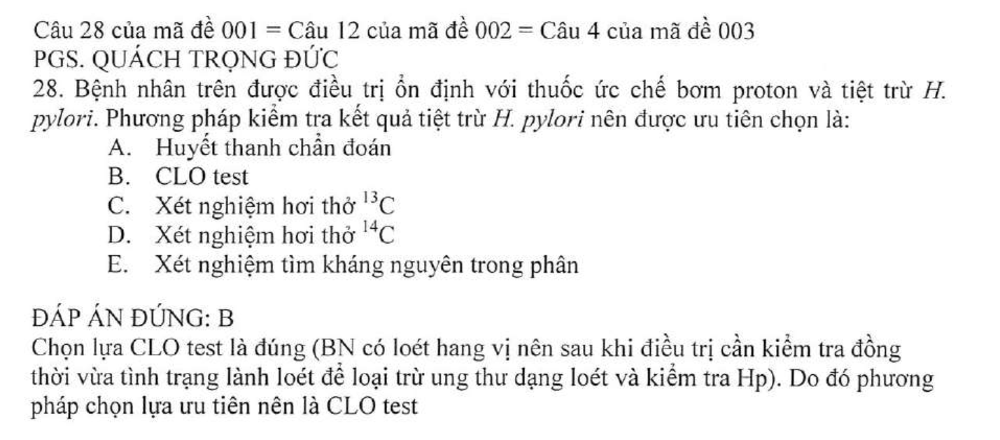 Câu 28 của mã đề 001 = Câu 12 của mã đề 002 = Câu 4 của mã đề 003
PGS. QUÁCH TRỌNG ĐỨC
28. Bệnh nhân trên được điều trị ổn định với thuốc ức chế bơm proton và tiệt trừ H.
pylori. Phương pháp kiểm tra kết quả tiệt trừ H. pylori nên được ưu tiên chọn là:
A. Huyết thanh chẩn đoán
B. CLO test
C. Xét nghiệm hơi thở ¹³C
D. Xét nghiệm hơi thở ¹⁴C
E. Xét nghiệm tìm kháng nguyên trong phân
ĐÁP ÁN ĐÚNG: B
Chọn lựa CLO test là đúng (BN có loét hang vị nên sau khi điều trị cần kiểm tra đồng
thời vừa tình trạng lành loét để loại trừ ung thư dạng loét và kiểm tra Hp). Do đó phương
pháp chọn lựa ưu tiên nên là CLO test